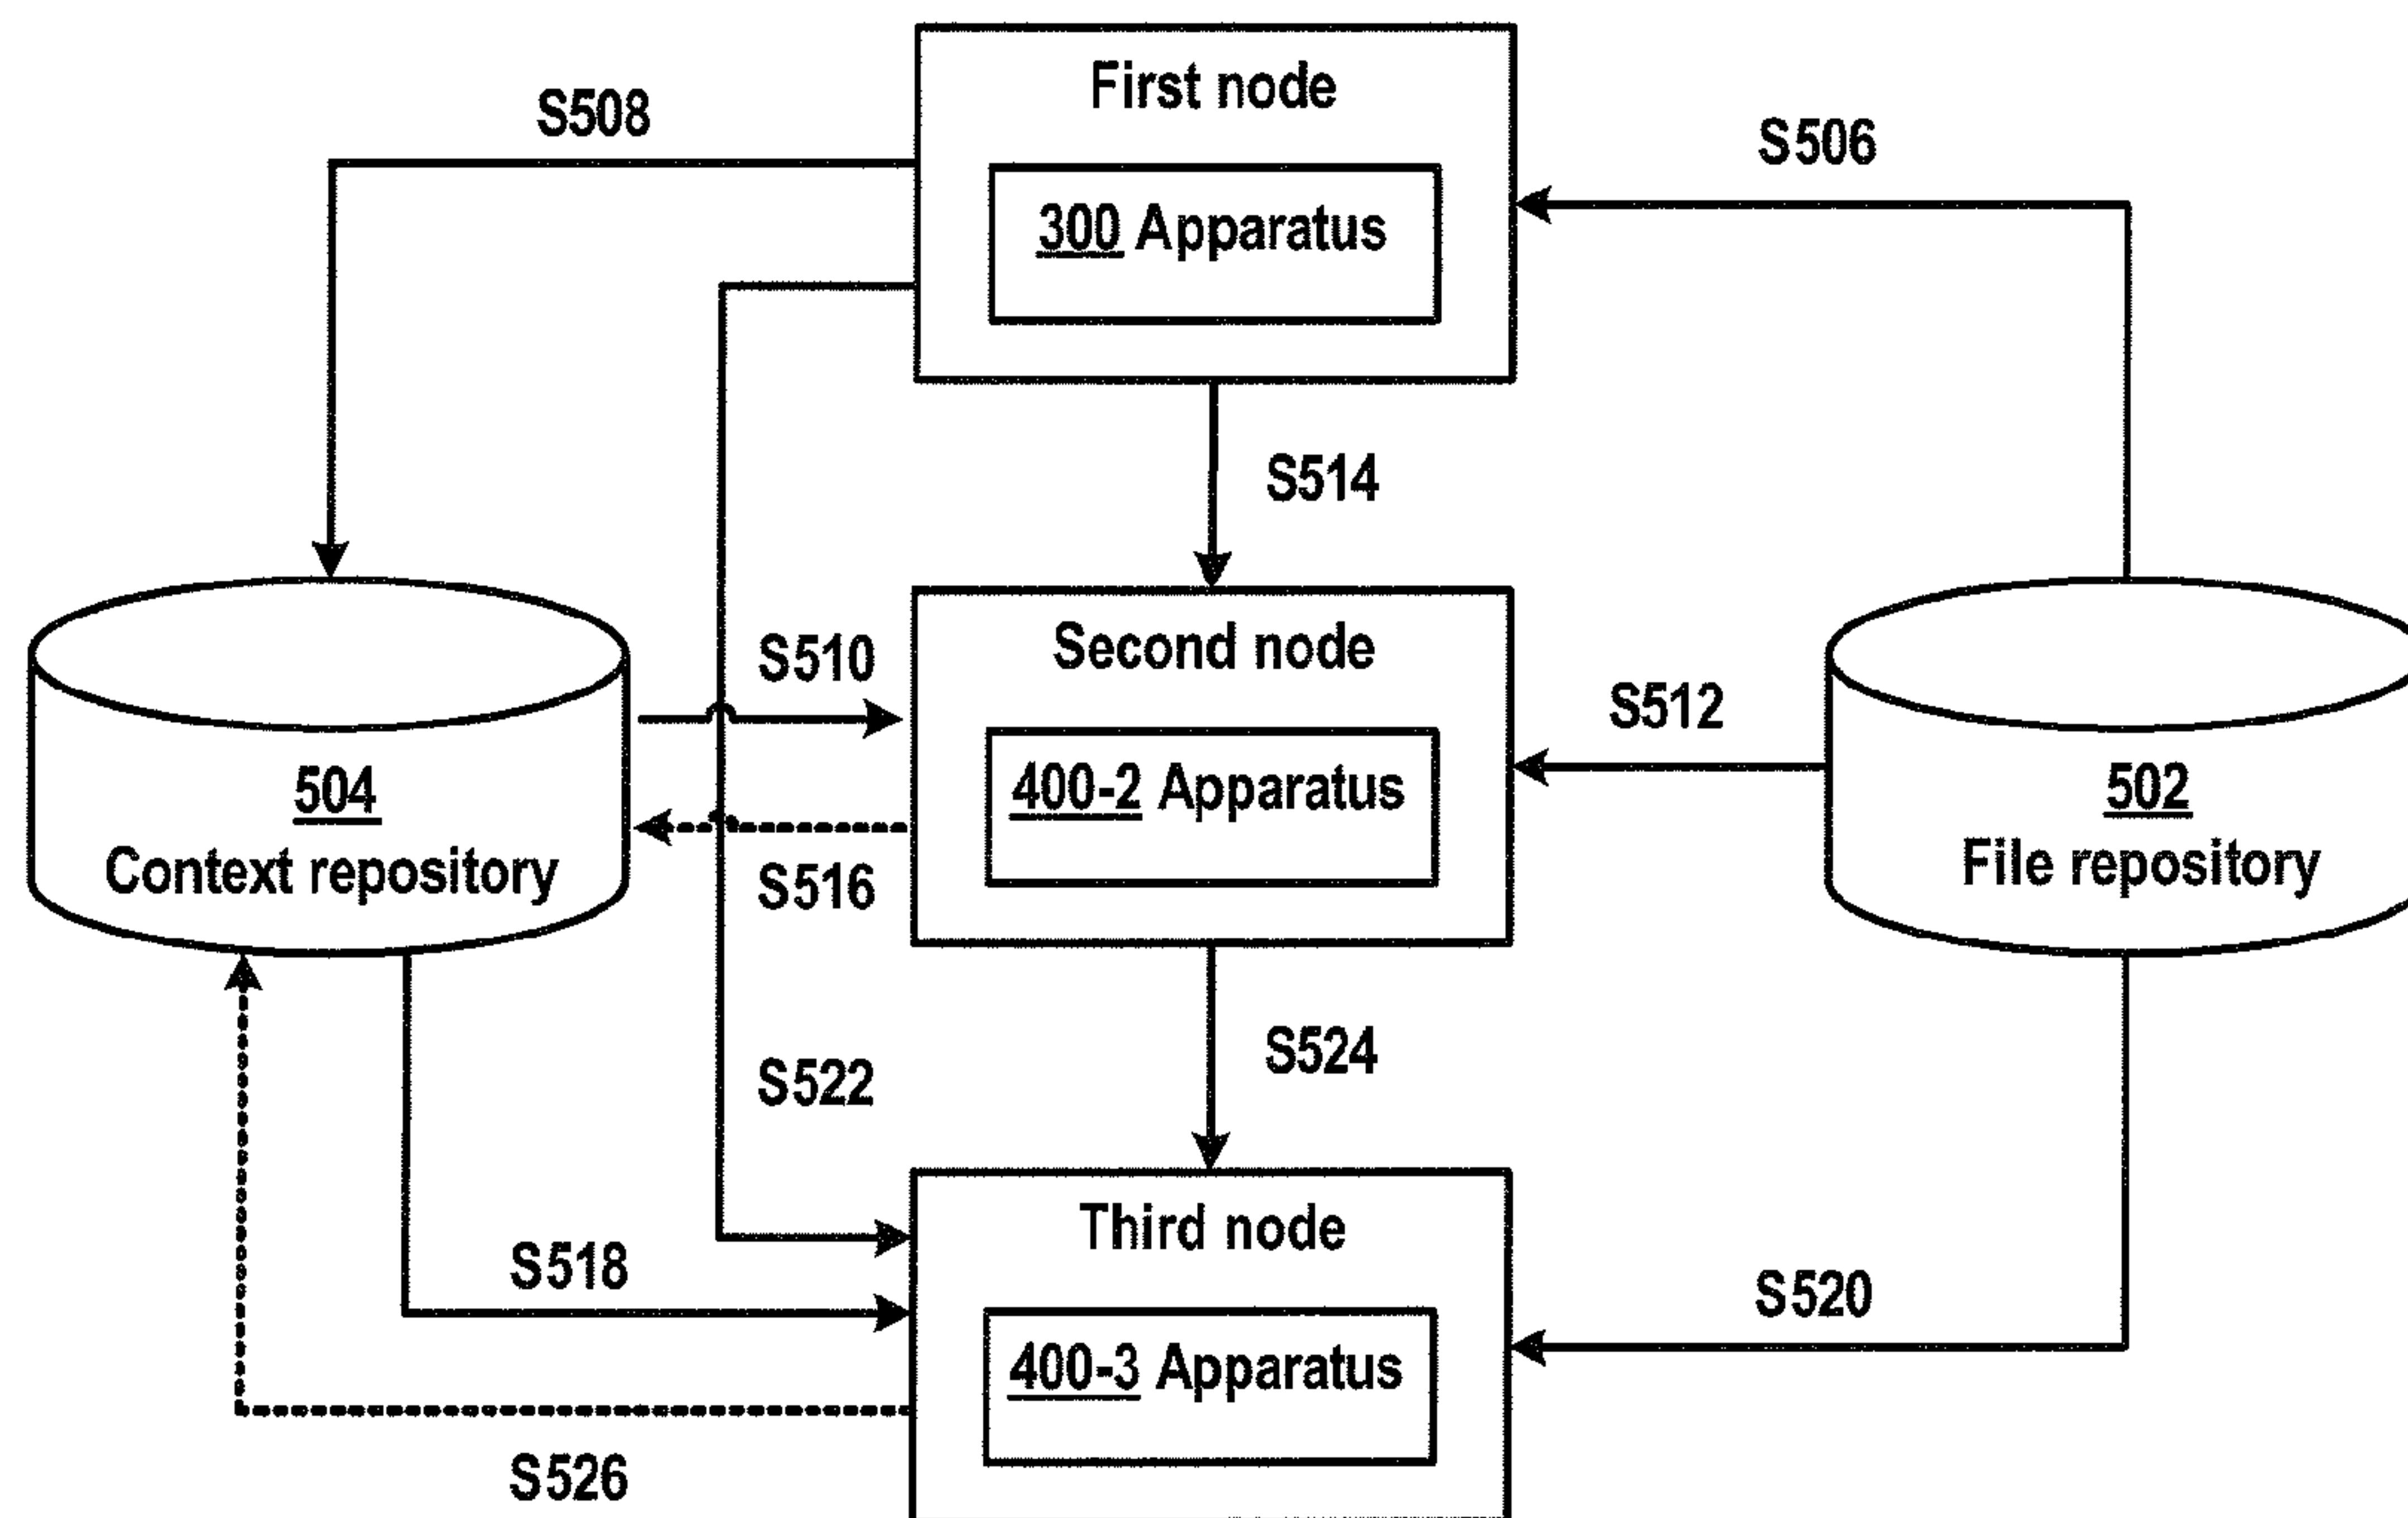 First node
S508
S506
300 Apparatus
S514
Second node
S510
S512
400-2 Apparatus
504
Context repository
502
File repository
S516
S524
S522
Third node
S518
S520
400-3 Apparatus
S526